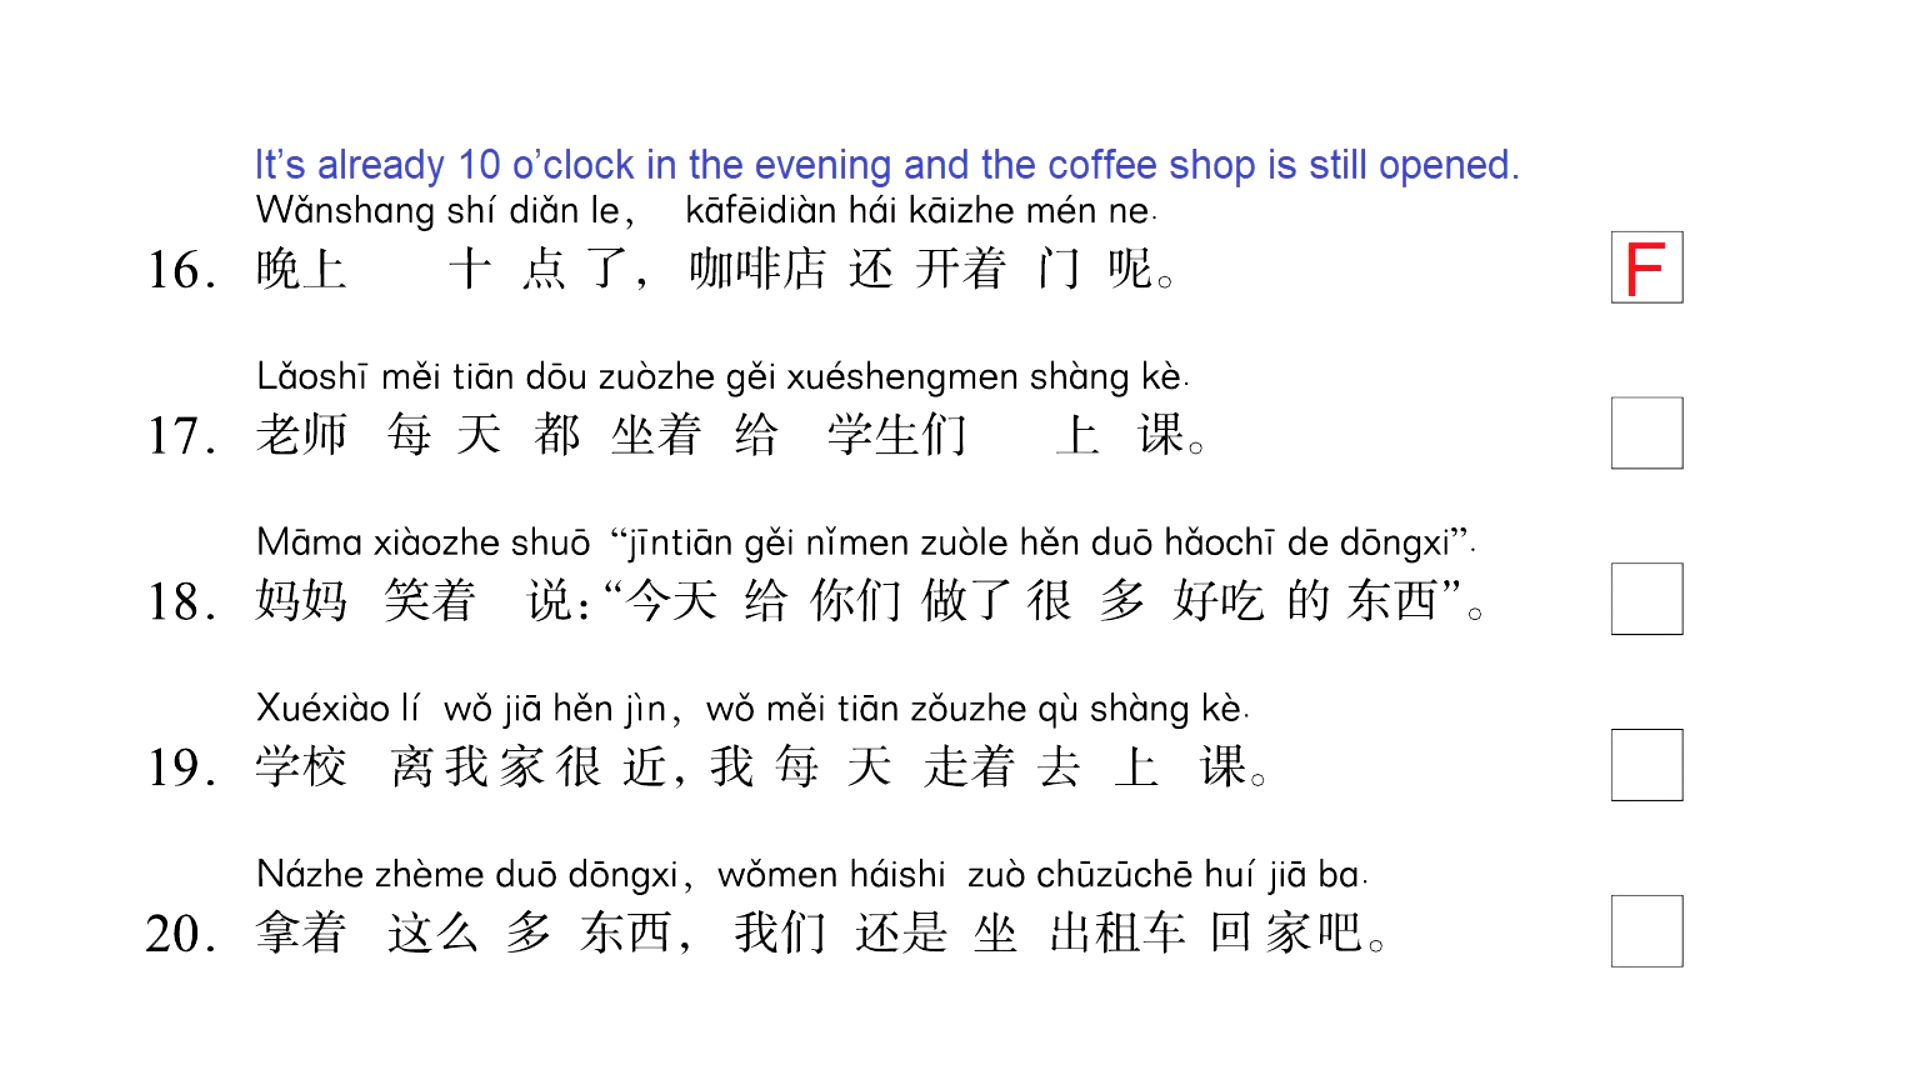 It's already 10 o'clock in the evening and the coffee shop is still opened.
Wǎnshang shí diǎn le, kāfēidiàn hái kāizhe mén ne.
16. 晚上 十 点 了, 咖啡店 还 开着 门 呢。 F
Lǎoshī měi tiān dōu zuòzhe gěi xuéshengmen shàng kè.
17. 老师 每 天 都 坐着 给 学生们 上 课。
Māma xiàozhe shuō “jīntiān gěi nǐmen zuòle hěn duō hǎochī de dōngxi”.
18. 妈妈 笑着 说:“今天 给 你们 做了 很 多 好吃 的 东西”。
Xuéxiào lí wǒ jiā hěn jìn, wǒ měi tiān zǒuzhe qù shàng kè.
19. 学校 离 我 家 很 近, 我 每 天 走着 去 上 课。
Názhe zhème duō dōngxi, wǒmen háishi zuò chūzūchē huí jiā ba.
20. 拿着 这么 多 东西, 我们 还是 坐 出租车 回 家 吧。